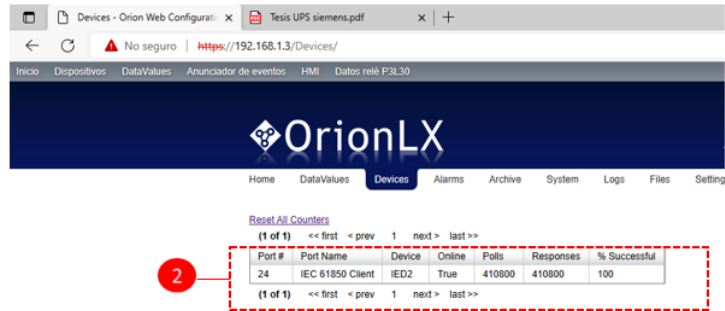 Devices - Orion Web Configurati
Tesis UPS siemens.pdf
No seguro | https://192.168.1.3/Devices/
Inicio Dispositivos DataValues Anunciador de eventos HMI Datos relè P3L30
OrionLX
Home DataValues Devices Alarms Archive System Logs Files Setting
Reset All Counters
(1 of 1) << first < prev 1 next > last >>
Port # Port Name Device Online Polls Responses % Successful
24 IEC 61850 Client IED2 True 410800 410800 100
(1 of 1) << first < prev 1 next > last >>
2